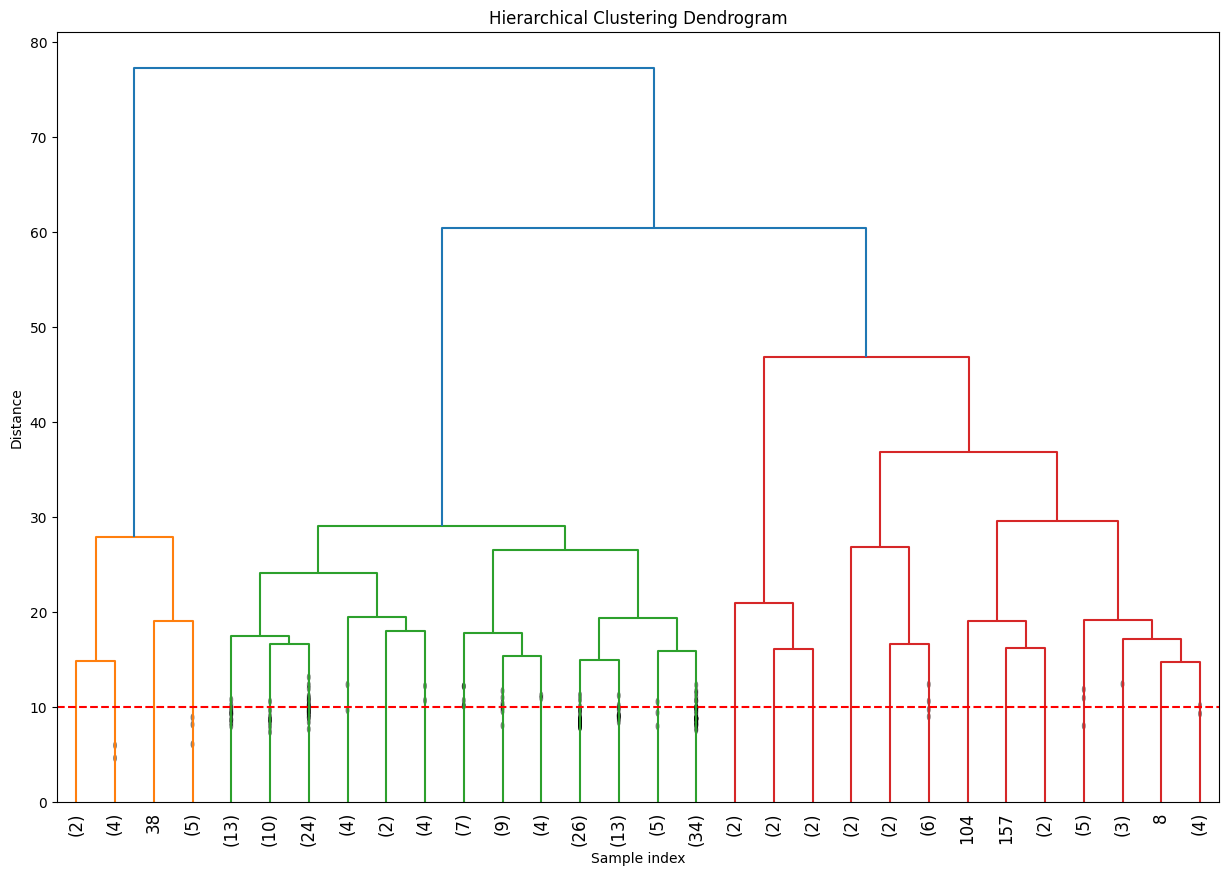 Hierarchical Clustering Dendrogram
80
70
60
50
40
30
20
10
0
Distance
(2) (4) 38 (5) (13) (10) (24) (4) (2) (4) (7) (9) (4) (26) (13) (5) (34) (2) (2) (2) (2) (2) (6) 104 157 (2) (5) (3) 8 (4)
Sample index